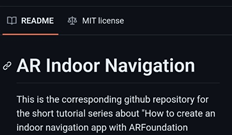 README MIT license
AR Indoor Navigation
This is the corresponding github repository for
the short tutorial series about "How to create an
indoor navigation app with ARFoundation